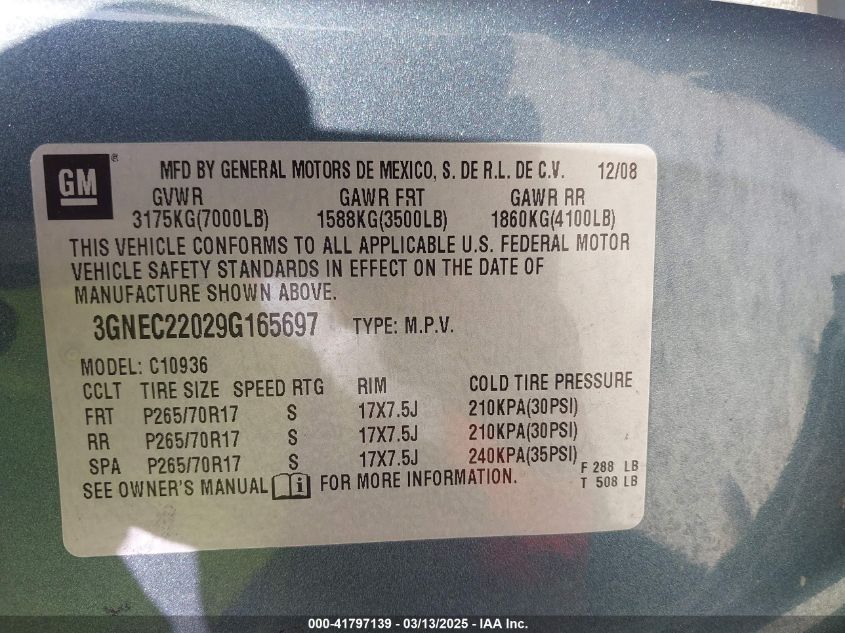 GM ® MFD BY GENERAL MOTORS DE MEXICO, S. DE R.L. DE C.V. 12/08
GVWR GAWR FRT GAWR RR
3175KG(7000LB) 1588KG(3500LB) 1860KG(4100LB)
THIS VEHICLE CONFORMS TO ALL APPLICABLE U.S. FEDERAL MOTOR
VEHICLE SAFETY STANDARDS IN EFFECT ON THE DATE OF
MANUFACTURE SHOWN ABOVE.
3GNEC22029G165697 TYPE: M.P.V.
MODEL: C10936
CCLT TIRE SIZE SPEED RTG RIM COLD TIRE PRESSURE
FRT P265/70R17 S 17X7.5J 210KPA(30PSI)
RR P265/70R17 S 17X7.5J 210KPA(30PSI)
SPA P265/70R17 S 17X7.5J 240KPA(35PSI) F 288 LB
SEE OWNER'S MANUAL i FOR MORE INFORMATION. T 508 LB
000-41797139 - 03/13/2025 - IAA Inc.